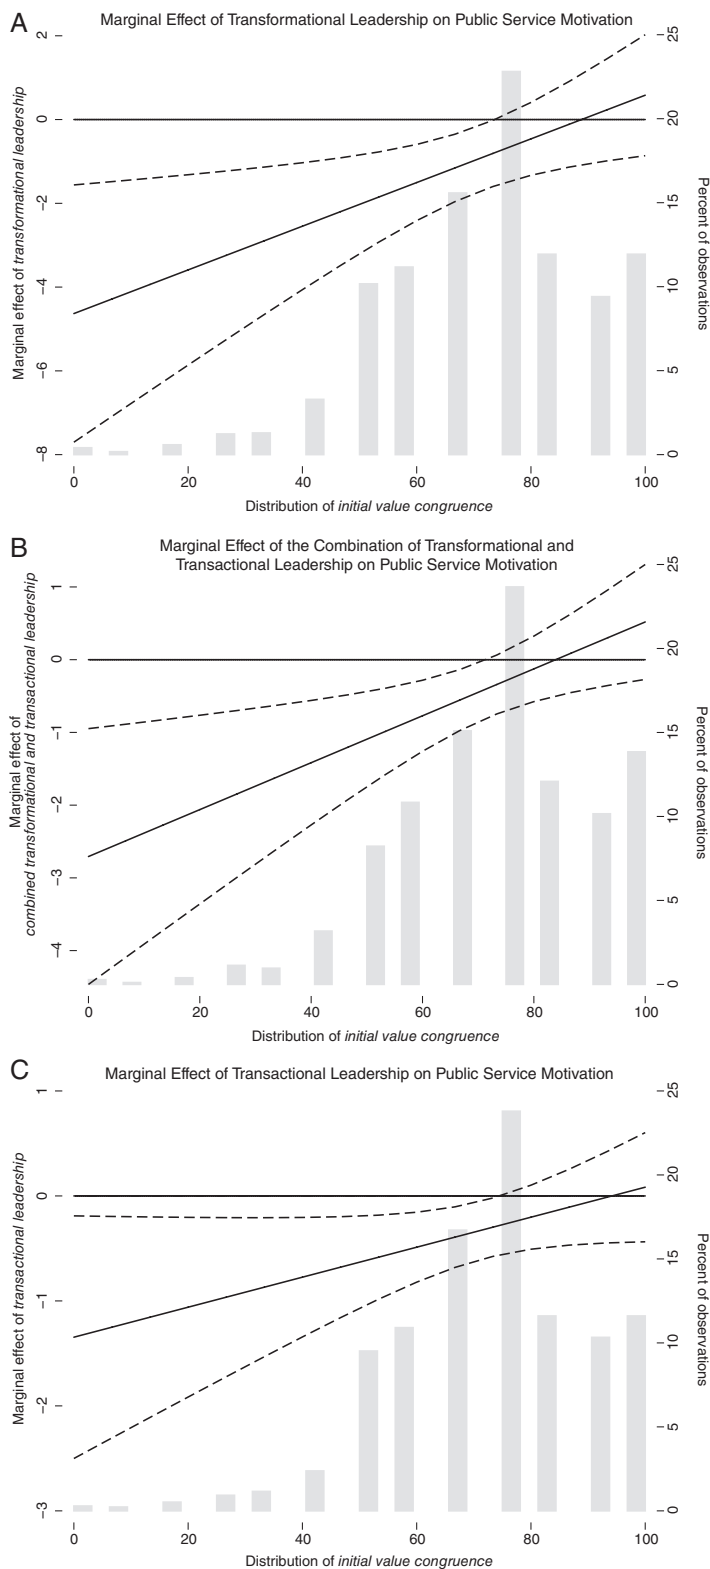 A
Marginal Effect of Transformational Leadership on Public Service Motivation
2
0
−2
−4
−6
−8
Marginal effect of transformational leadership
25
20
15
10
5
0
Percent of observations
0 20 40 60 80 100
Distribution of initial value congruence
B
Marginal Effect of the Combination of Transformational and
Transactional Leadership on Public Service Motivation
1
0
−1
−2
−3
−4
Marginal effect of
combined transformational and transactional leadership
25
20
15
10
5
0
Percent of observations
0 20 40 60 80 100
Distribution of initial value congruence
C
Marginal Effect of Transactional Leadership on Public Service Motivation
1
0
−1
−2
−3
Marginal effect of transactional leadership
25
20
15
10
5
0
Percent of observations
0 20 40 60 80 100
Distribution of initial value congruence